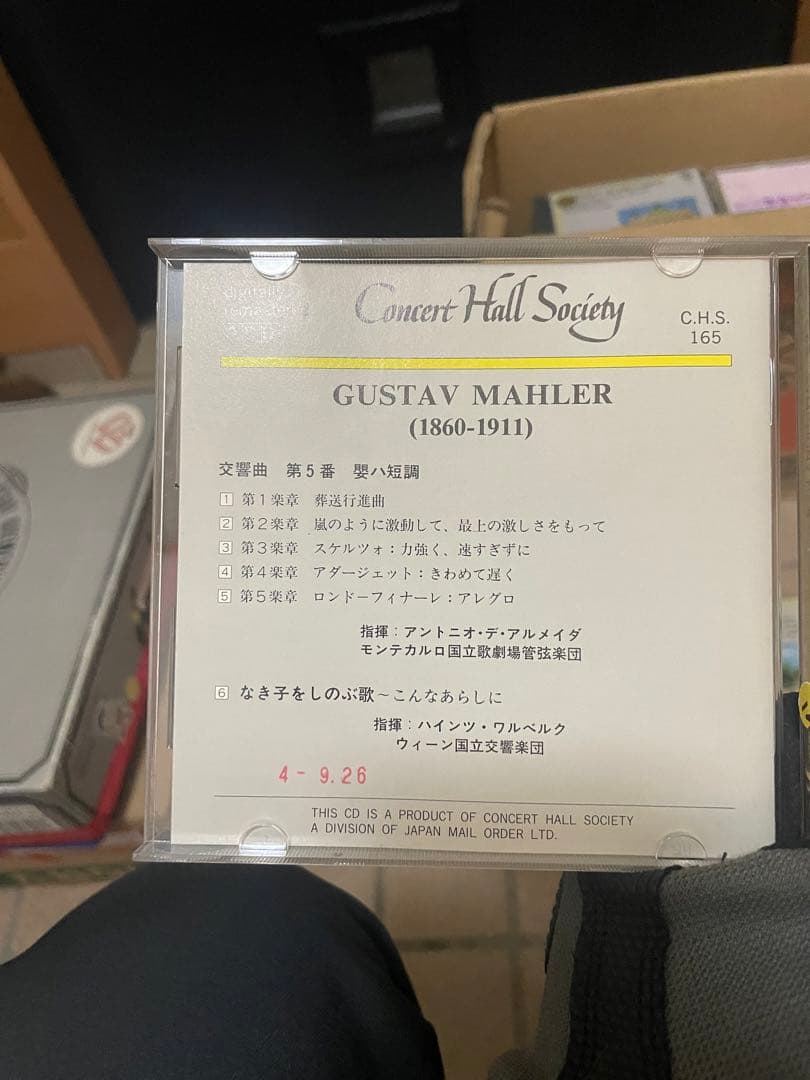 Concert Hall Society
C.H.S.
165
GUSTAV MAHLER
(1860-1911)
交響曲 第5番 嬰ハ短調
1 第1楽章 葬送行進曲
2 第2楽章 嵐のように激動して、最上の激しさをもって
3 第3楽章 スケルツォ：力強く、速すぎずに
4 第4楽章 アダージェット：きわめて遅く
5 第5楽章 ロンドーフィナーレ：アレグロ
指揮：アントニオ・デ・アルメイダ
モンテカルロ国立歌劇場管弦楽団
6 なき子をしのぶ歌～こんなあらしに
指揮：ハインツ・ワルベルク
ウィーン国立交響楽団
4- 9.26
THIS CD IS A PRODUCT OF CONCERT HALL SOCIETY
A DIVISION OF JAPAN MAIL ORDER LTD.